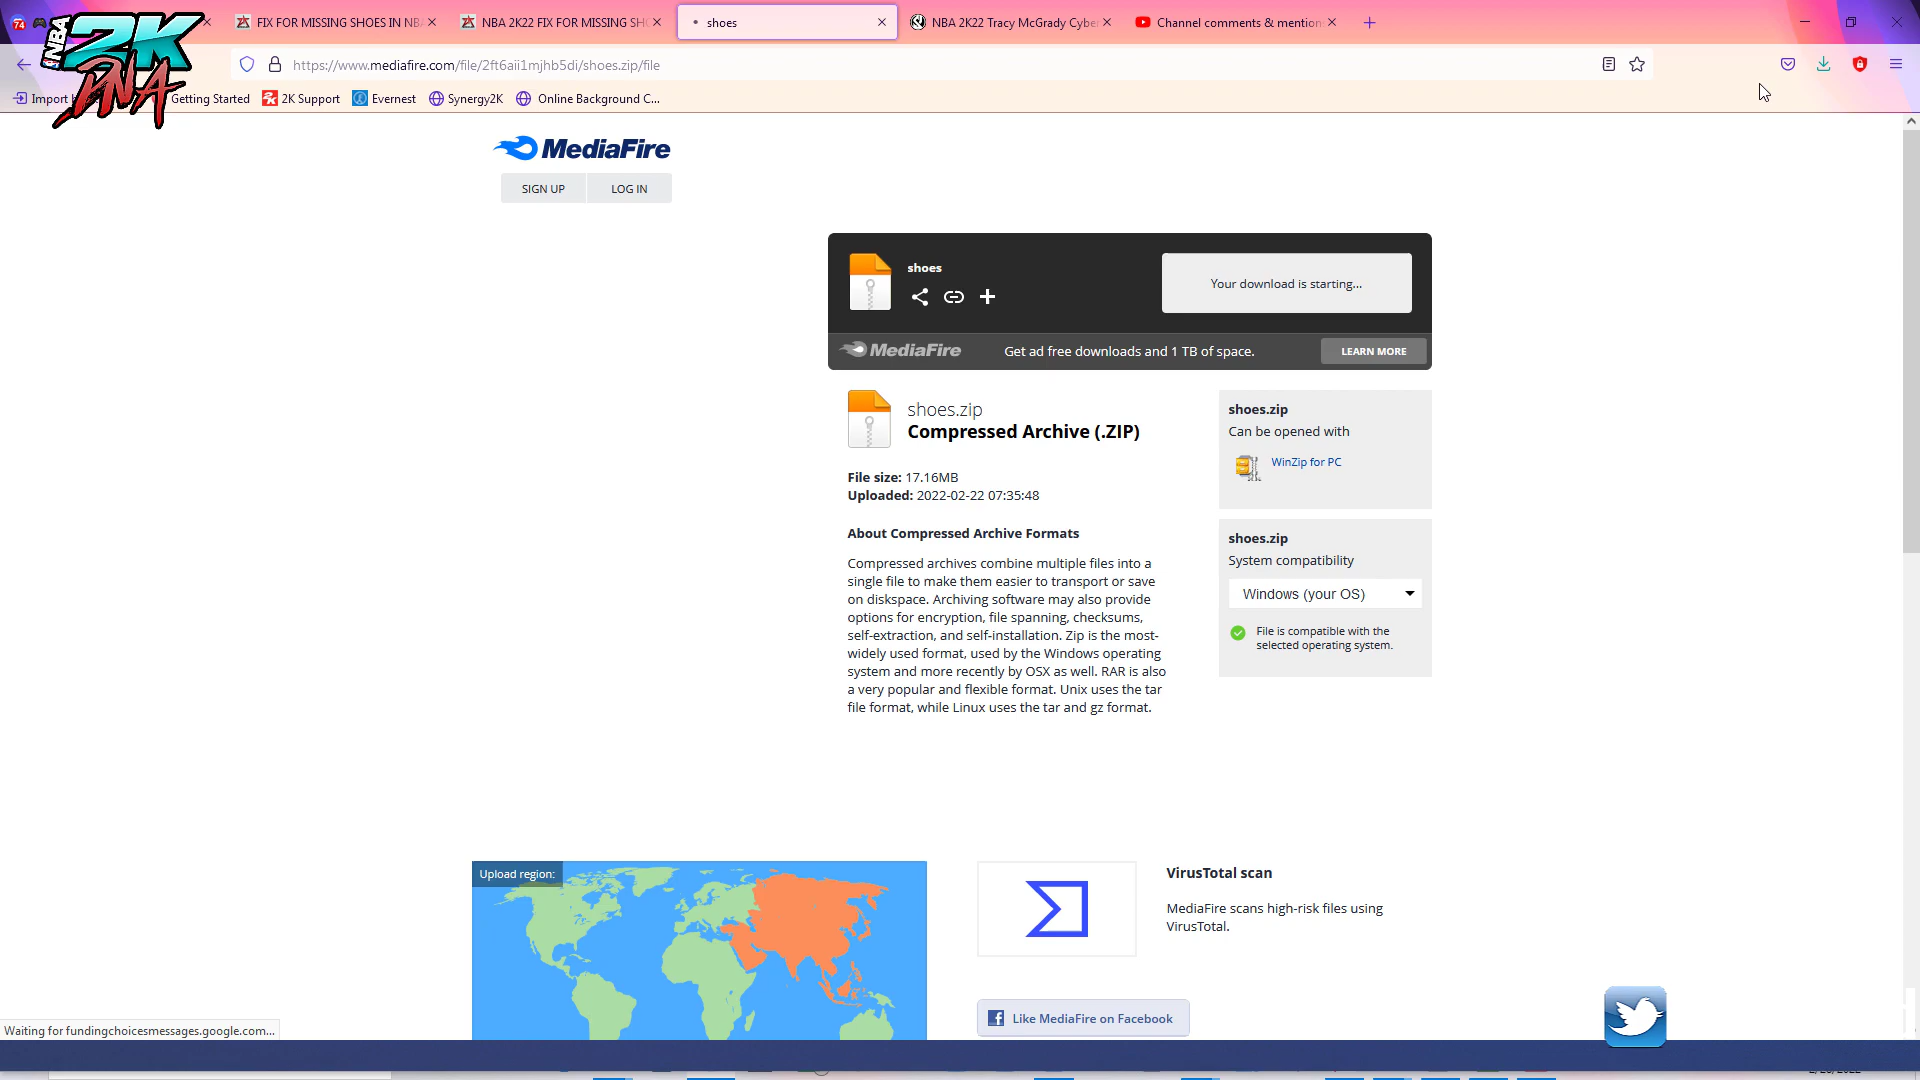 74
FIX FOR MISSING SHOES IN NBA
NBA 2K22 FIX FOR MISSING SHO
shoes
NBA 2K22 Tracy McGrady Cyber
Channel comments & mention
NBA
2K
DNA
https://www.mediafire.com/file/2ft6aii1mjhb5di/shoes.zip/file
Import
Getting Started
2K Support
Evernest
Synergy2K
Online Background C...
MediaFire
SIGN UP
LOG IN
shoes
Your download is starting...
MediaFire
Get ad free downloads and 1 TB of space.
LEARN MORE
shoes.zip
Compressed Archive (.ZIP)
File size: 17.16MB
Uploaded: 2022-02-22 07:35:48
About Compressed Archive Formats
Compressed archives combine multiple files into a
single file to make them easier to transport or save
on diskspace. Archiving software may also provide
options for encryption, file spanning, checksums,
self-extraction, and self-installation. Zip is the most-
widely used format, used by the Windows operating
system and more recently by OSX as well. RAR is also
a very popular and flexible format. Unix uses the tar
file format, while Linux uses the tar and gz format.
shoes.zip
Can be opened with
WinZip for PC
shoes.zip
System compatibility
Windows (your OS)
File is compatible with the
selected operating system.
Upload region:
VirusTotal scan
MediaFire scans high-risk files using
VirusTotal.
Like MediaFire on Facebook
Waiting for fundingchoicesmessages.google.com...